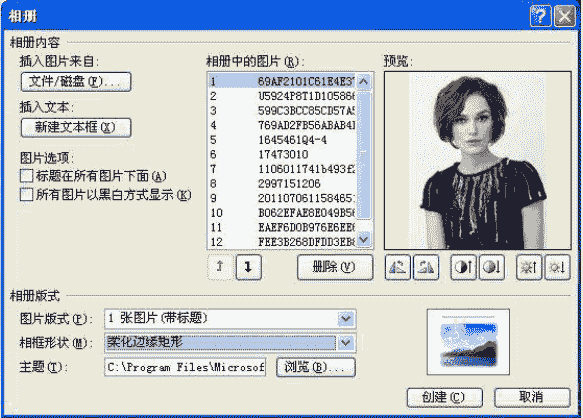 相册
相册内容
插入图片来自:
文件/磁盘(F)...
插入文本:
新建文本框(X)
图片选项:
标题在所有图片下面(A)
所有图片以黑白方式显示(K)
相册中的图片(R):
1 69AF2101C61E4E37
2 U5924P8T1D105866
3 599C3BCC85CD57A5
4 769AD2FB56ABAB4
5 1645461Q4-4
6 17473010
7 1106011741b493f
8 2997151206
9 201107061158465
10 B062EFAE8E049B56
11 EAEF6D0B976E6EE
12 FEE3B268DFDD3EB
删除(V)
预览:
相册版式
图片版式(P): 1 张图片(带标题)
相框形状(M): 柔化边缘矩形
主题(T): C:\Program Files\Microsof 浏览(B)...
创建(C) 取消